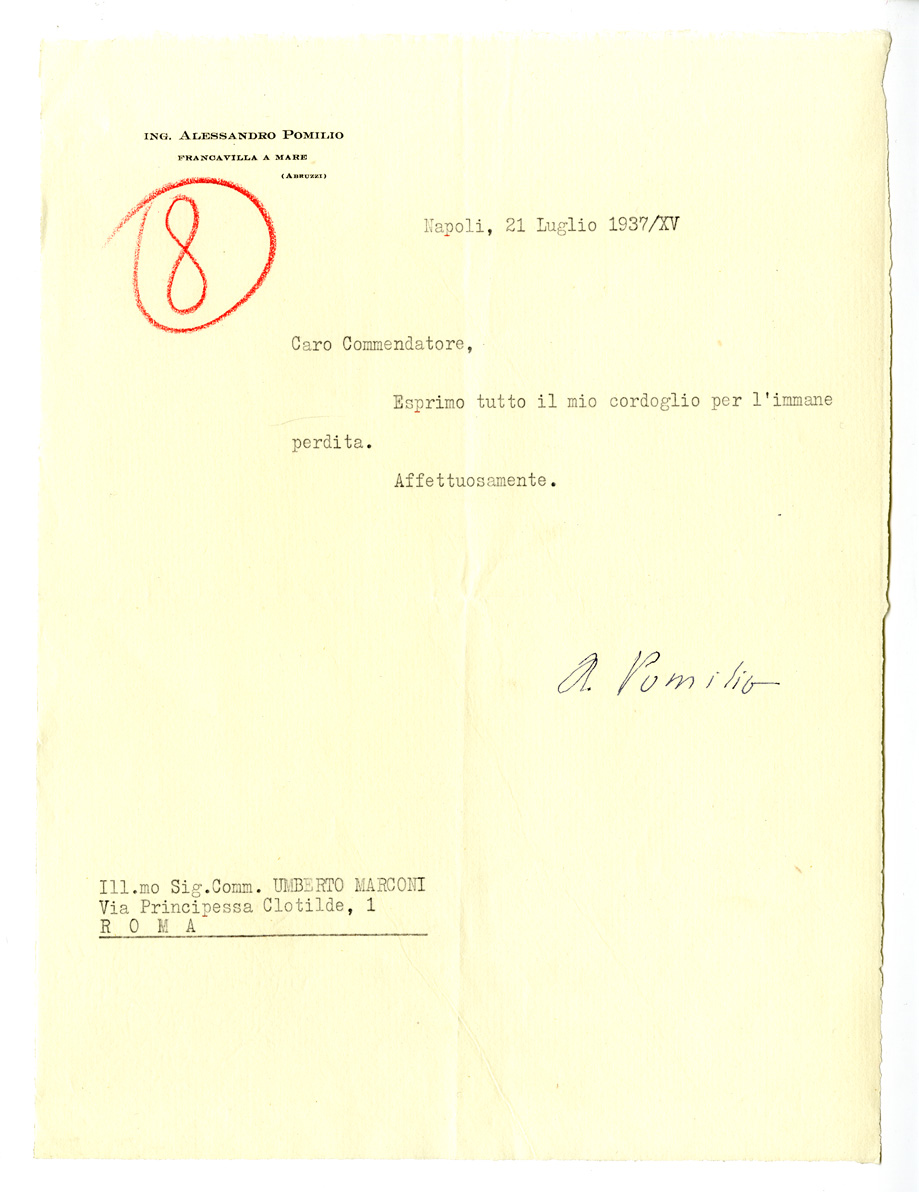 ING. ALESSANDRO POMILIO
FRANCAVILLA A MARE
(ABRUZZI)
8
Napoli, 21 Luglio 1937/XV
Caro Commendatore,
Esprimo tutto il mio cordoglio per l'immane
perdita.
Affettuosamente.
A. Pomilio
Ill.mo Sig.Comm. UMBERTO MARCONI
Via Principessa Clotilde, 1
R O M A